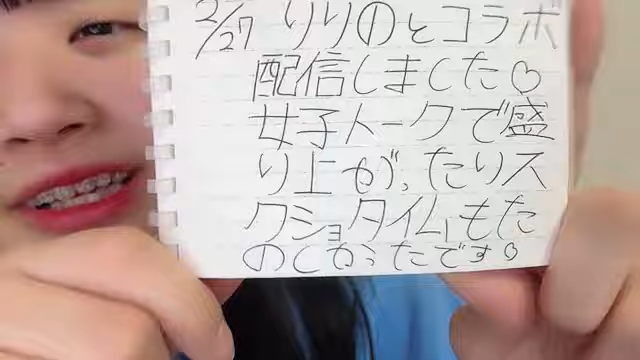 2/27 りりのとコラボ
配信しました♡
女子トークで盛
り上がったりス
クショタイムもた
のしかったです♡